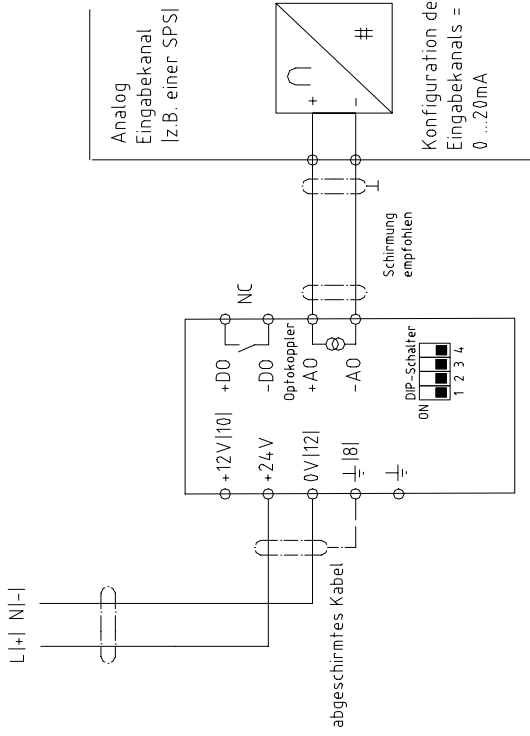 L|+| N|-|
abgeschirmtes Kabel
+12V|10|
+24V
0V|12|
|8|
+DO
-DO
Optokoppler
+AO
-AO
NC
DIP-Schalter
ON
1 2 3 4
Schirmung
empfohlen
Analog
Eingabekanal
|z.B. einer SPS|
+
-
#
Konfiguration de
Eingabekanals =
0 ...20mA